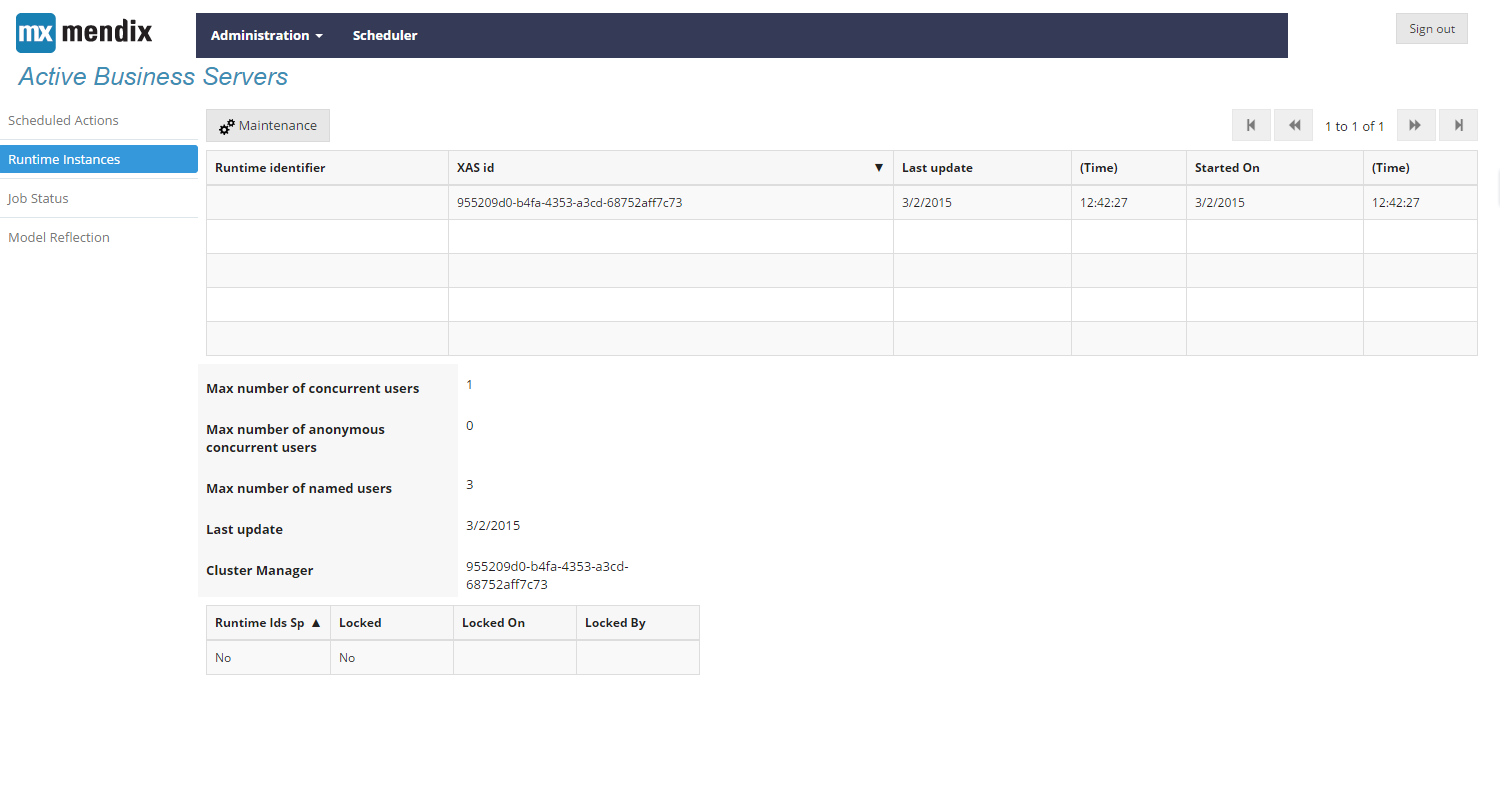 mx mendix
Administration Scheduler
Sign out
Active Business Servers
Scheduled Actions
Runtime Instances
Job Status
Model Reflection
Maintenance
1 to 1 of 1
Runtime identifier XAS id ▼ Last update (Time) Started On (Time)
955209d0-b4fa-4353-a3cd-68752aff7c73 3/2/2015 12:42:27 3/2/2015 12:42:27
Max number of concurrent users 1
Max number of anonymous 0
concurrent users
Max number of named users 3
Last update 3/2/2015
Cluster Manager 955209d0-b4fa-4353-a3cd-
68752aff7c73
Runtime Ids Sp ▲ Locked Locked On Locked By
No No